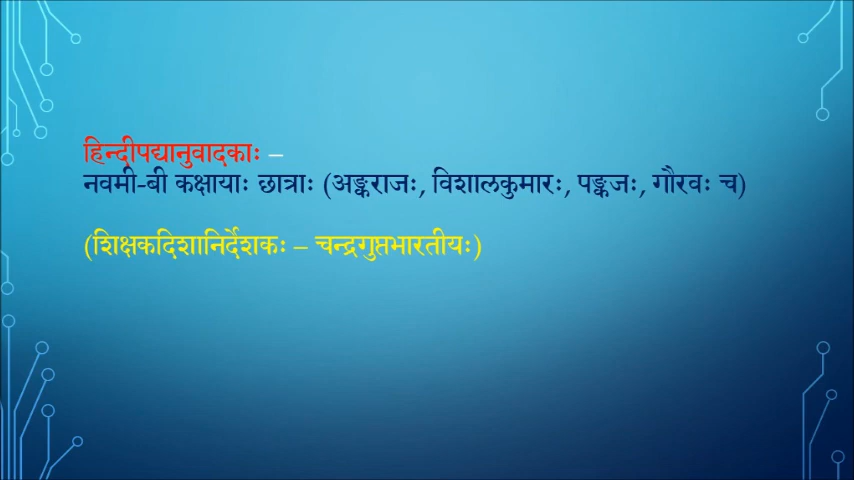 हिन्दीपद्यानुवादकाः –
नवमी-बी कक्षायाः छात्राः (अङ्कराजः, विशालकुमारः, पङ्कजः, गौरवः च)
(शिक्षकदिशानिर्देशकः – चन्द्रगुप्तभारतीयः)